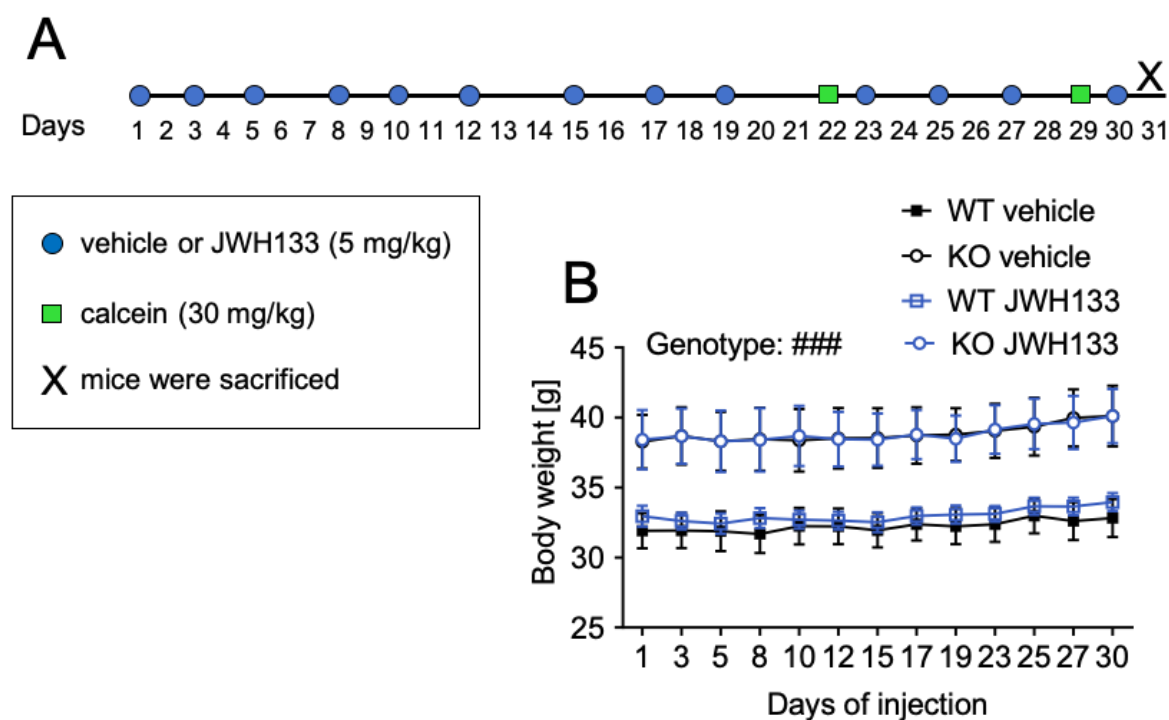 A
X
Days 1 2 3 4 5 6 7 8 9 10 11 12 13 14 15 16 17 18 19 20 21 22 23 24 25 26 27 28 29 30 31
vehicle or JWH133 (5 mg/kg)
calcein (30 mg/kg)
X mice were sacrificed
B
WT vehicle
KO vehicle
WT JWH133
KO JWH133
Genotype: ###
Body weight [g]
45
40
35
30
25
1 3 5 8 10 12 15 17 19 23 25 27 30
Days of injection